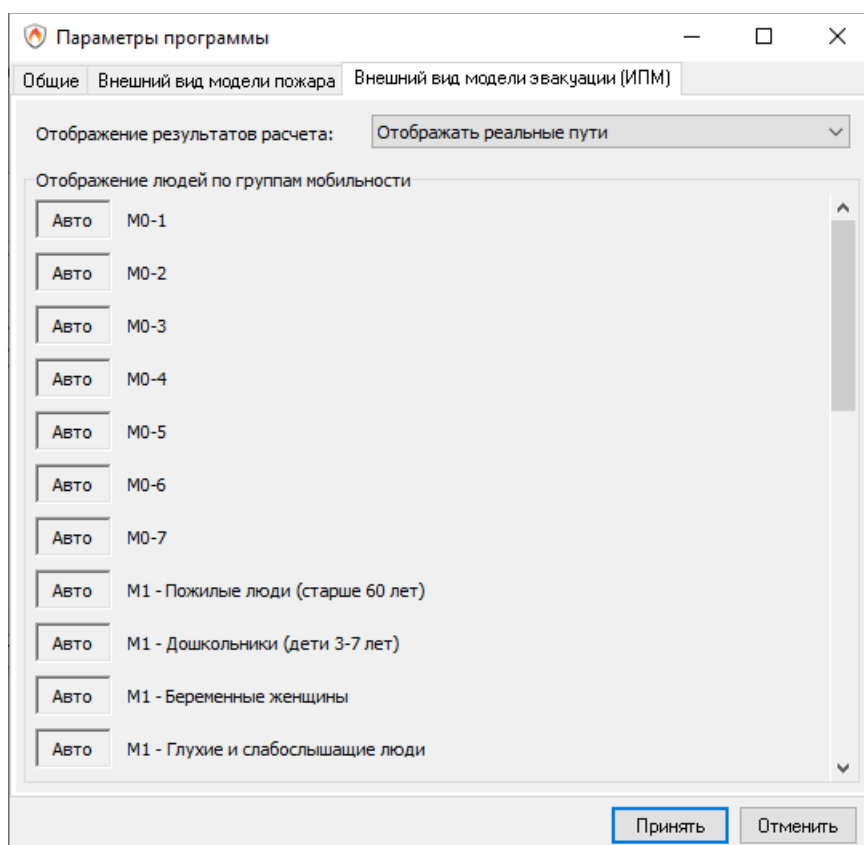 Параметры программы
Общие Внешний вид модели пожара Внешний вид модели эвакуации (ИПМ)
Отображение результатов расчета: Отображать реальные пути
Отображение людей по группам мобильности
Авто М0-1
Авто М0-2
Авто М0-3
Авто М0-4
Авто М0-5
Авто М0-6
Авто М0-7
Авто М1 - Пожилые люди (старше 60 лет)
Авто М1 - Дошкольники (дети 3-7 лет)
Авто М1 - Беременные женщины
Авто М1 - Глухие и слабослышащие люди
Принять Отменить